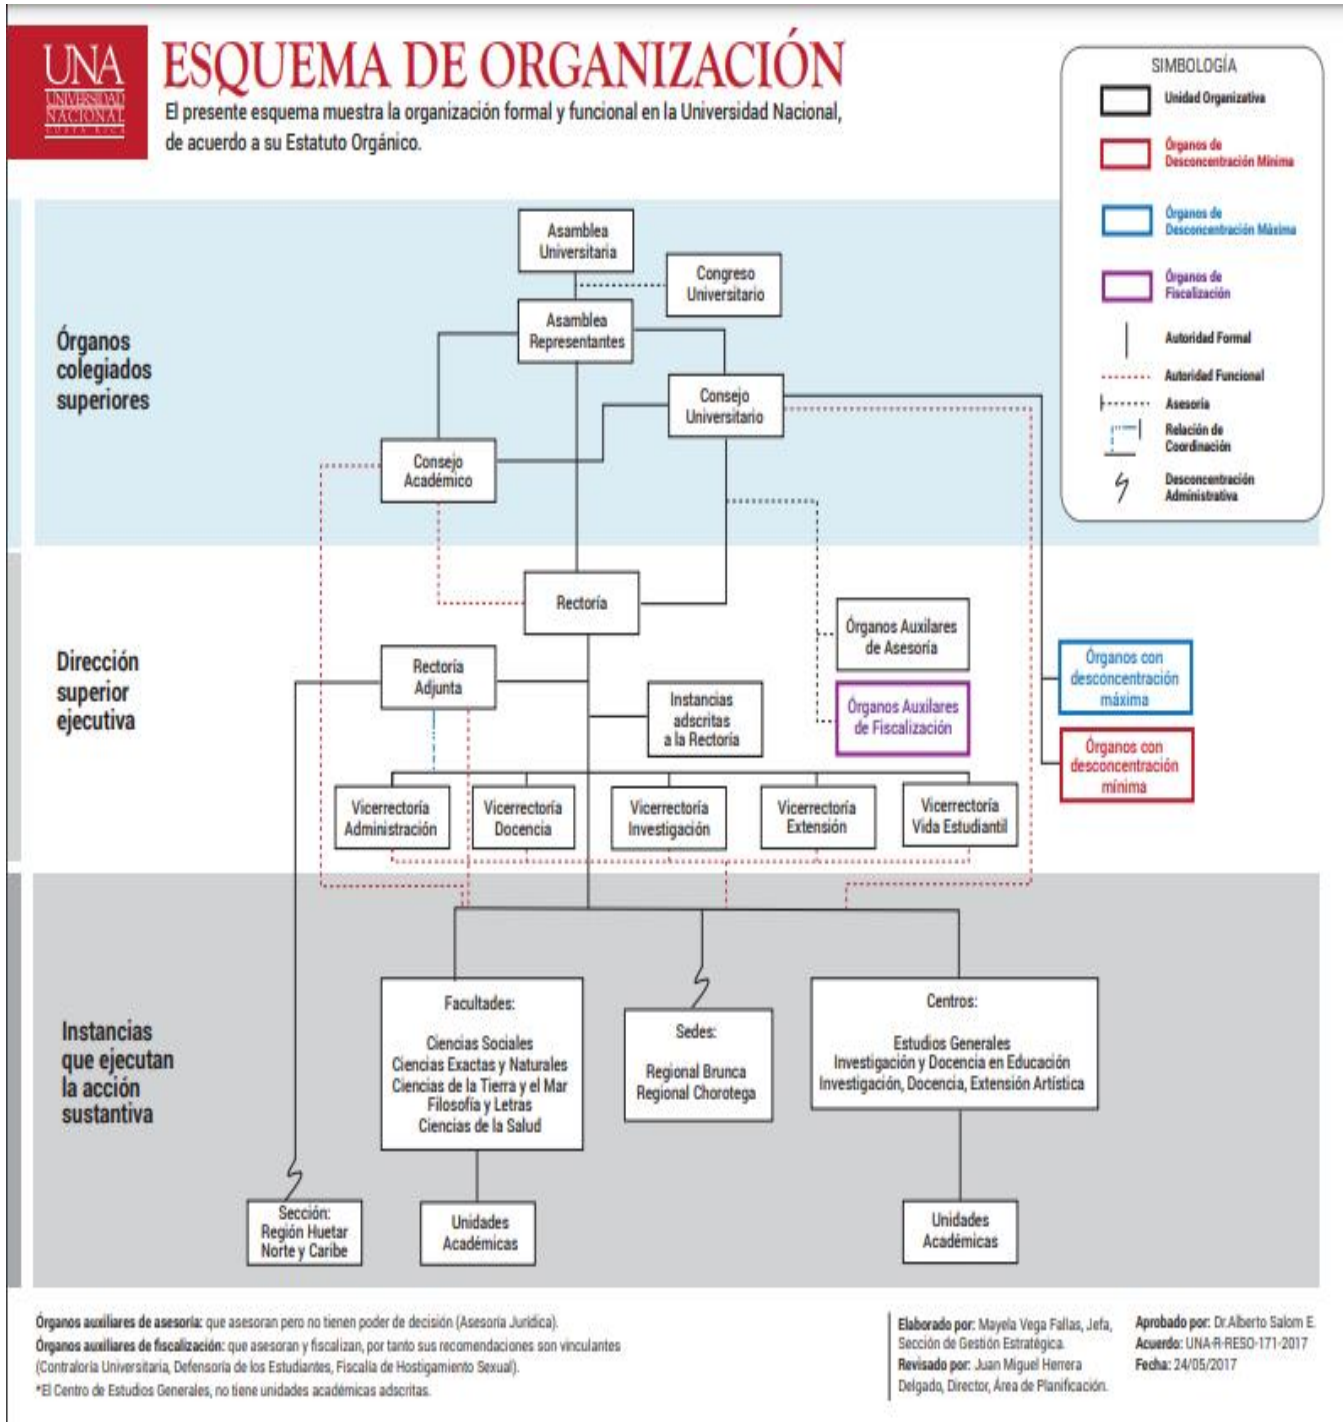 UNA
UNIVERSIDAD
NACIONAL
COSTA RICA
ESQUEMA DE ORGANIZACIÓN
El presente esquema muestra la organización formal y funcional en la Universidad Nacional,
de acuerdo a su Estatuto Orgánico.
SIMBOLOGÍA
Unidad Organizativa
Órganos de
Desconcentración Mínima
Órganos de
Desconcentración Máxima
Órganos de
Fiscalización
Autoridad Formal
Autoridad Funcional
Asesoría
Relación de
Coordinación
Desconcentración
Administrativa
Órganos
colegiados
superiores
Asamblea
Universitaria
Congreso
Universitario
Asamblea
Representantes
Consejo
Universitario
Consejo
Académico
Dirección
superior
ejecutiva
Rectoría
Rectoría
Adjunta
Instancias
adscritas
a la Rectoría
Órganos Auxilares
de Asesoría
Órganos Auxilares
de Fiscalización
Órganos con
desconcentración
máxima
Órganos con
desconcentración
mínima
Vicerrectoría
Administración
Vicerrectoría
Docencia
Vicerrectoría
Investigación
Vicerrectoría
Extensión
Vicerrectoría
Vida Estudiantil
Instancias
que ejecutan
la acción
sustantiva
Facultades:
Ciencias Sociales
Ciencias Exactas y Naturales
Ciencias de la Tierra y el Mar
Filosofía y Letras
Ciencias de la Salud
Sedes:
Regional Brunca
Regional Chorotega
Centros:
Estudios Generales
Investigación y Docencia en Educación
Investigación, Docencia, Extensión Artística
Sección:
Región Huetar
Norte y Caribe
Unidades
Académicas
Unidades
Académicas
Órganos auxiliares de asesoría: que asesoran pero no tienen poder de decisión (Asesoría Jurídica).
Órganos auxiliares de fiscalización: que asesoran y fiscalizan, por tanto sus recomendaciones son vinculantes
(Contraloría Universitaria, Defensoría de los Estudiantes, Fiscalía de Hostigamiento Sexual).
*El Centro de Estudios Generales, no tiene unidades académicas adscritas.
Elaborado por: Mayela Vega Fallas, Jefa,
Sección de Gestión Estratégica.
Revisado por: Juan Miguel Herrera
Delgado, Director, Área de Planificación.
Aprobado por: Dr.Alberto Salom E.
Acuerdo: UNA-R-RESO-171-2017
Fecha: 24/05/2017